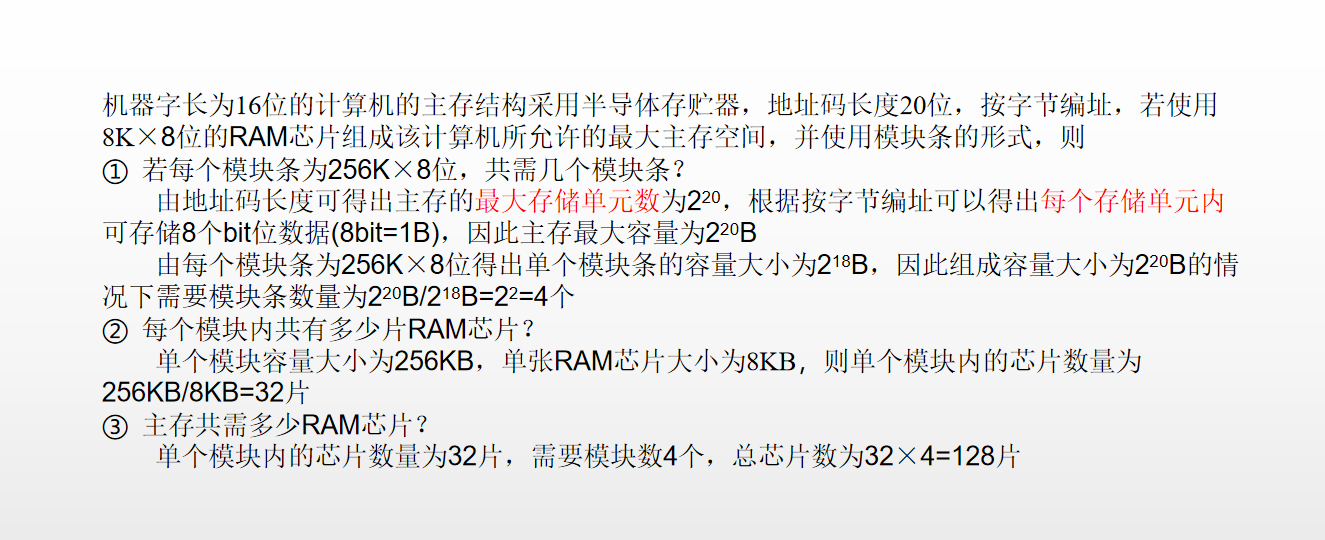 机器字长为16位的计算机的主存结构采用半导体存贮器，地址码长度20位，按字节编址，若使用
8K×8位的RAM芯片组成该计算机所允许的最大主存空间，并使用模块条的形式，则
① 若每个模块条为256K×8位，共需几个模块条？
由地址码长度可得出主存的最大存储单元数为2²⁰，根据按字节编址可以得出每个存储单元内
可存储8个bit位数据(8bit=1B)，因此主存最大容量为2²⁰B
由每个模块条为256K×8位得出单个模块条的容量大小为2¹⁸B，因此组成容量大小为2²⁰B的情
况下需要模块条数量为2²⁰B/2¹⁸B=2²=4个
② 每个模块内共有多少片RAM芯片？
单个模块容量大小为256KB，单张RAM芯片大小为8KB，则单个模块内的芯片数量为
256KB/8KB=32片
③ 主存共需多少RAM芯片？
单个模块内的芯片数量为32片，需要模块数4个，总芯片数为32×4=128片